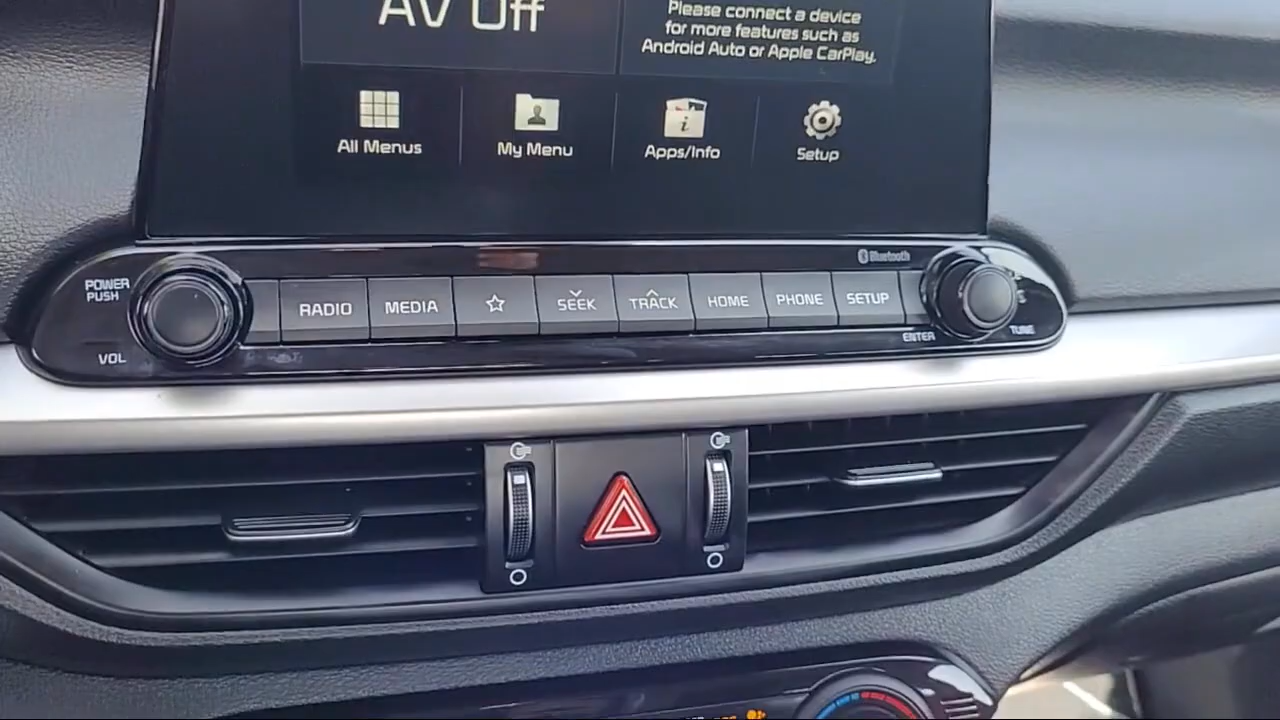 AV Off
Please connect a device
for more features such as
Android Auto or Apple CarPlay.
All Menus
My Menu
Apps/Info
Setup
Bluetooth
POWER
PUSH
VOL
RADIO
MEDIA
SEEK
TRACK
HOME
PHONE
SETUP
ENTER
TUNE